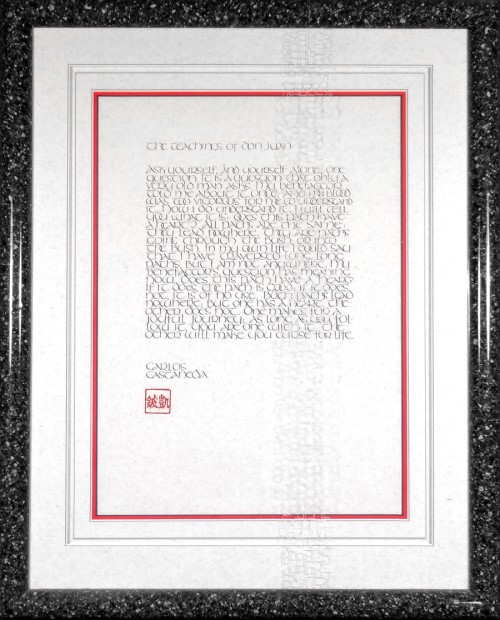 The Teachings of Don Juan
Ask yourself, and yourself alone, one
question. It is a question that only a
very old man asks. My benefactor
told me about it once and my blood
was too vigorous for me to understand
it. Now I do understand it. I will tell
you what it is: Does this path have
a heart? All paths are the same:
they lead nowhere. They are paths
going through the bush, or into
the bush. In my own life I could say
that I have traversed long, long
paths, but I am not anywhere. My
benefactor's question has meaning
now. Does this path have a heart?
If it does, the path is good; if it does
not, it is of no use. Both paths lead
nowhere; but one has a heart, the
other does not. One makes for a
joyful journey; as long as you fol-
low it, you are one with it. The
other will make you curse your life.
Carlos
Castaneda
凱